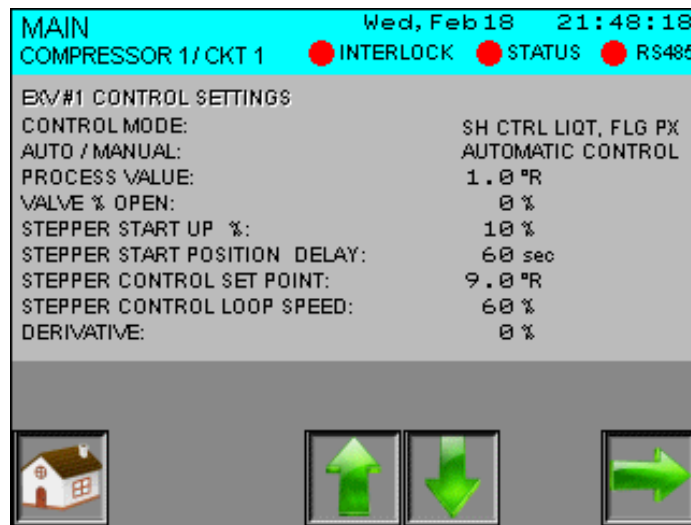 MAIN Wed, Feb 18 21:48:18
COMPRESSOR 1/ CKT 1 INTERLOCK STATUS RS485
EXV #1 CONTROL SETTINGS
CONTROL MODE: SH CTRL LIQT, FLG PX
AUTO / MANUAL: AUTOMATIC CONTROL
PROCESS VALUE: 1.0 °R
VALVE % OPEN: 0 %
STEPPER START UP %: 10 %
STEPPER START POSITION DELAY: 60 sec
STEPPER CONTROL SET POINT: 9.0 °R
STEPPER CONTROL LOOP SPEED: 60 %
DERIVATIVE: 0 %